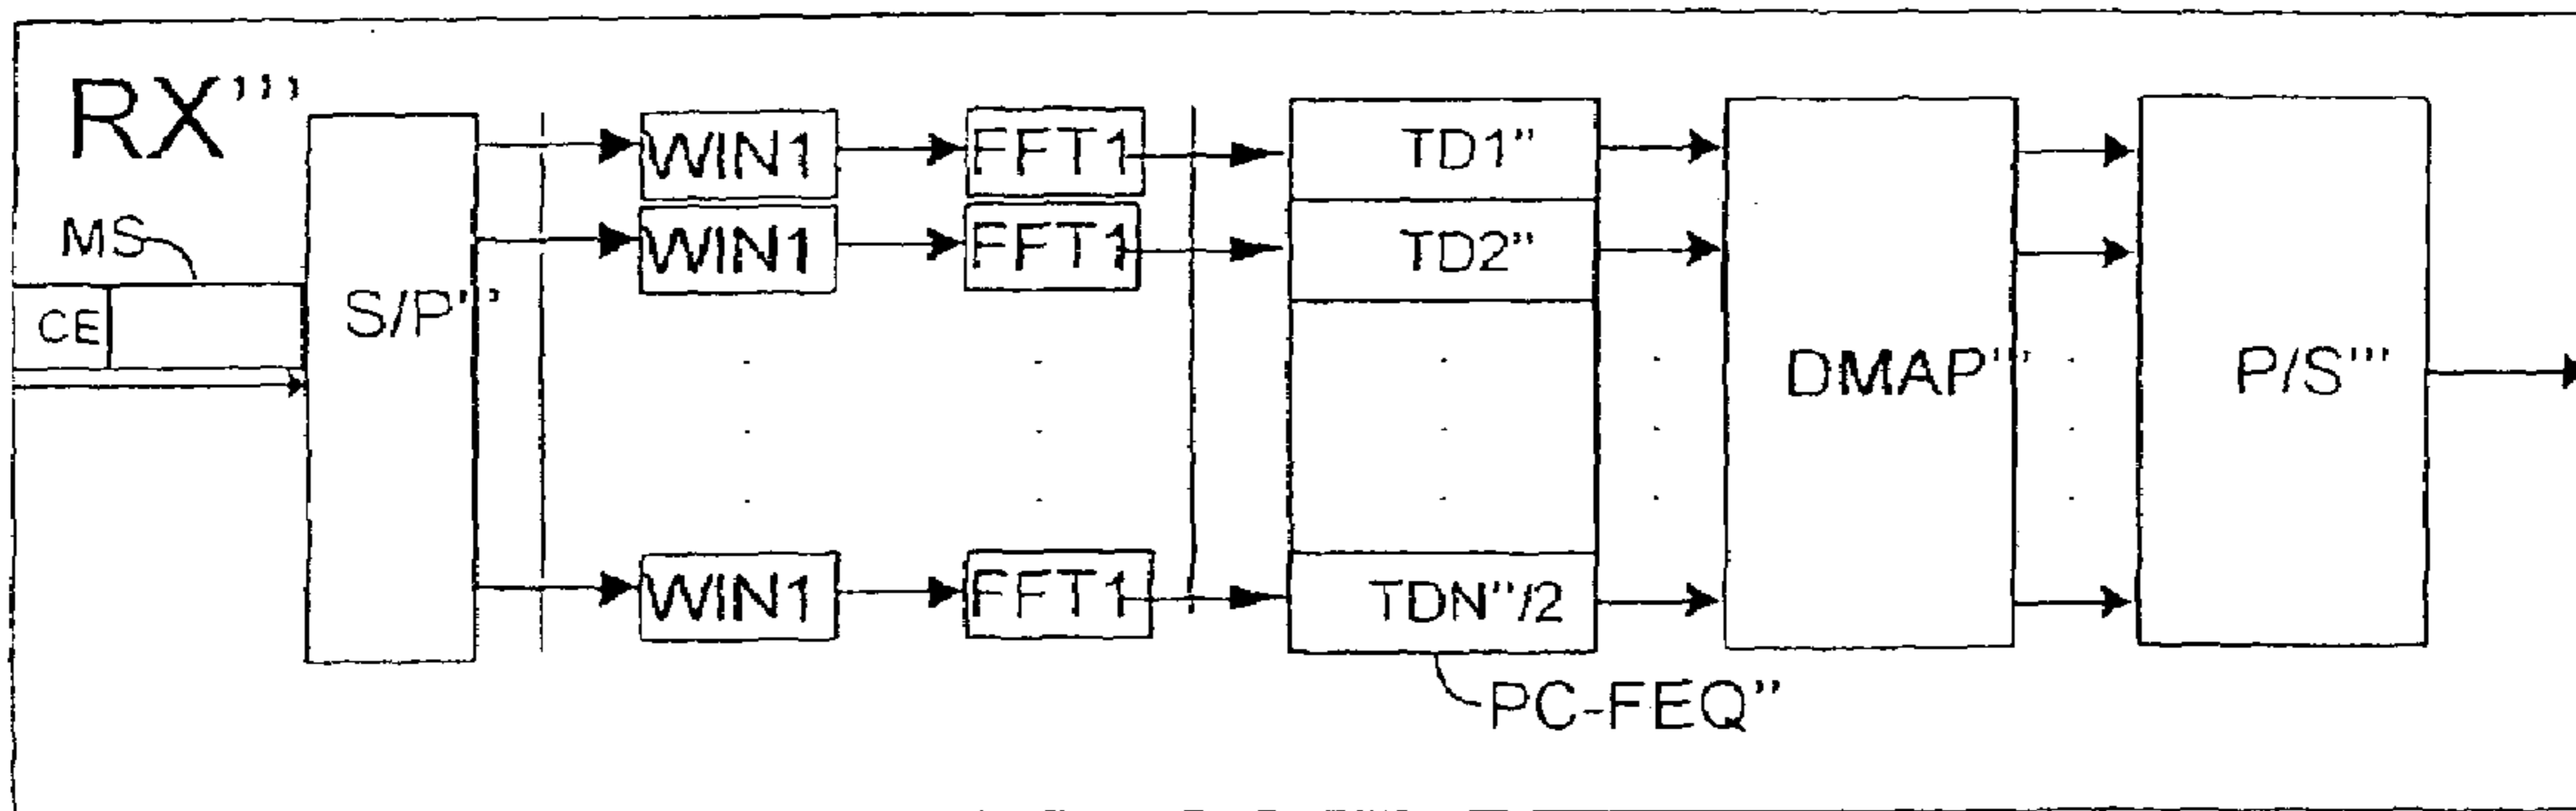 RX'''
MS
CE
S/P'''
WIN1
FFT1
TD1''
WIN1
FFT1
TD2''
DMAP'''
P/S'''
WIN1
FFT1
TDN''/2
PC-FEQ''